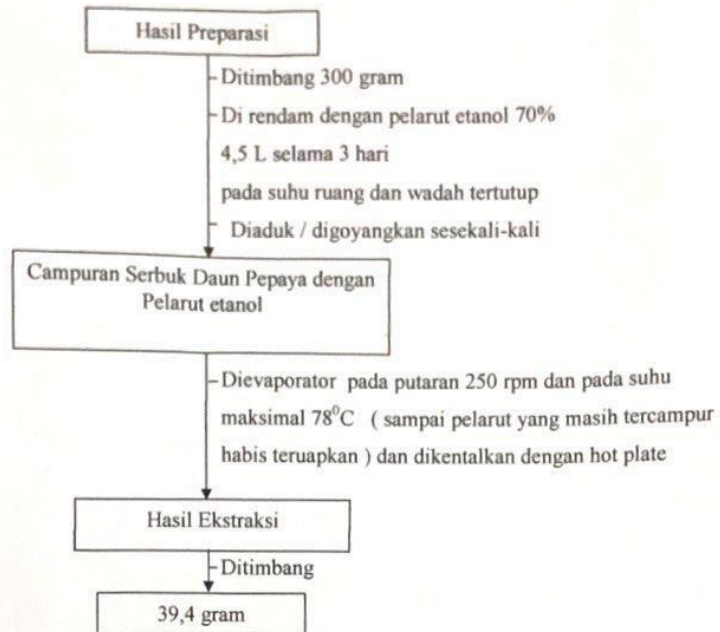 Hasil Preparasi
Ditimbang 300 gram
Di rendam dengan pelarut etanol 70%
4,5 L selama 3 hari
pada suhu ruang dan wadah tertutup
Diaduk / digoyangkan sesekali-kali
Campuran Serbuk Daun Pepaya dengan
Pelarut etanol
Dievaporator pada putaran 250 rpm dan pada suhu
maksimal 78⁰C ( sampai pelarut yang masih tercampur
habis teruapkan ) dan dikentalkan dengan hot plate
Hasil Ekstraksi
Ditimbang
39,4 gram